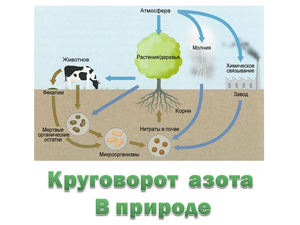 Атмосфера
Молния
Животное
Растения/деревья
Химическое
связывание
Фекалии
Завод
Корни
Мертвые
органические
остатки
Нитраты в почве
Микроорганизмы
Круговорот азота
В природе